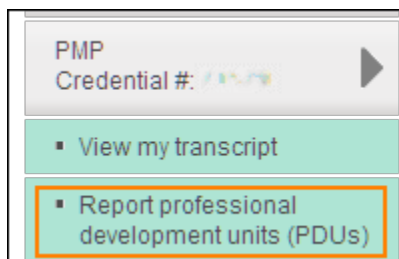 PMP
Credential #:
▪ View my transcript
▪ Report professional
development units (PDUs)